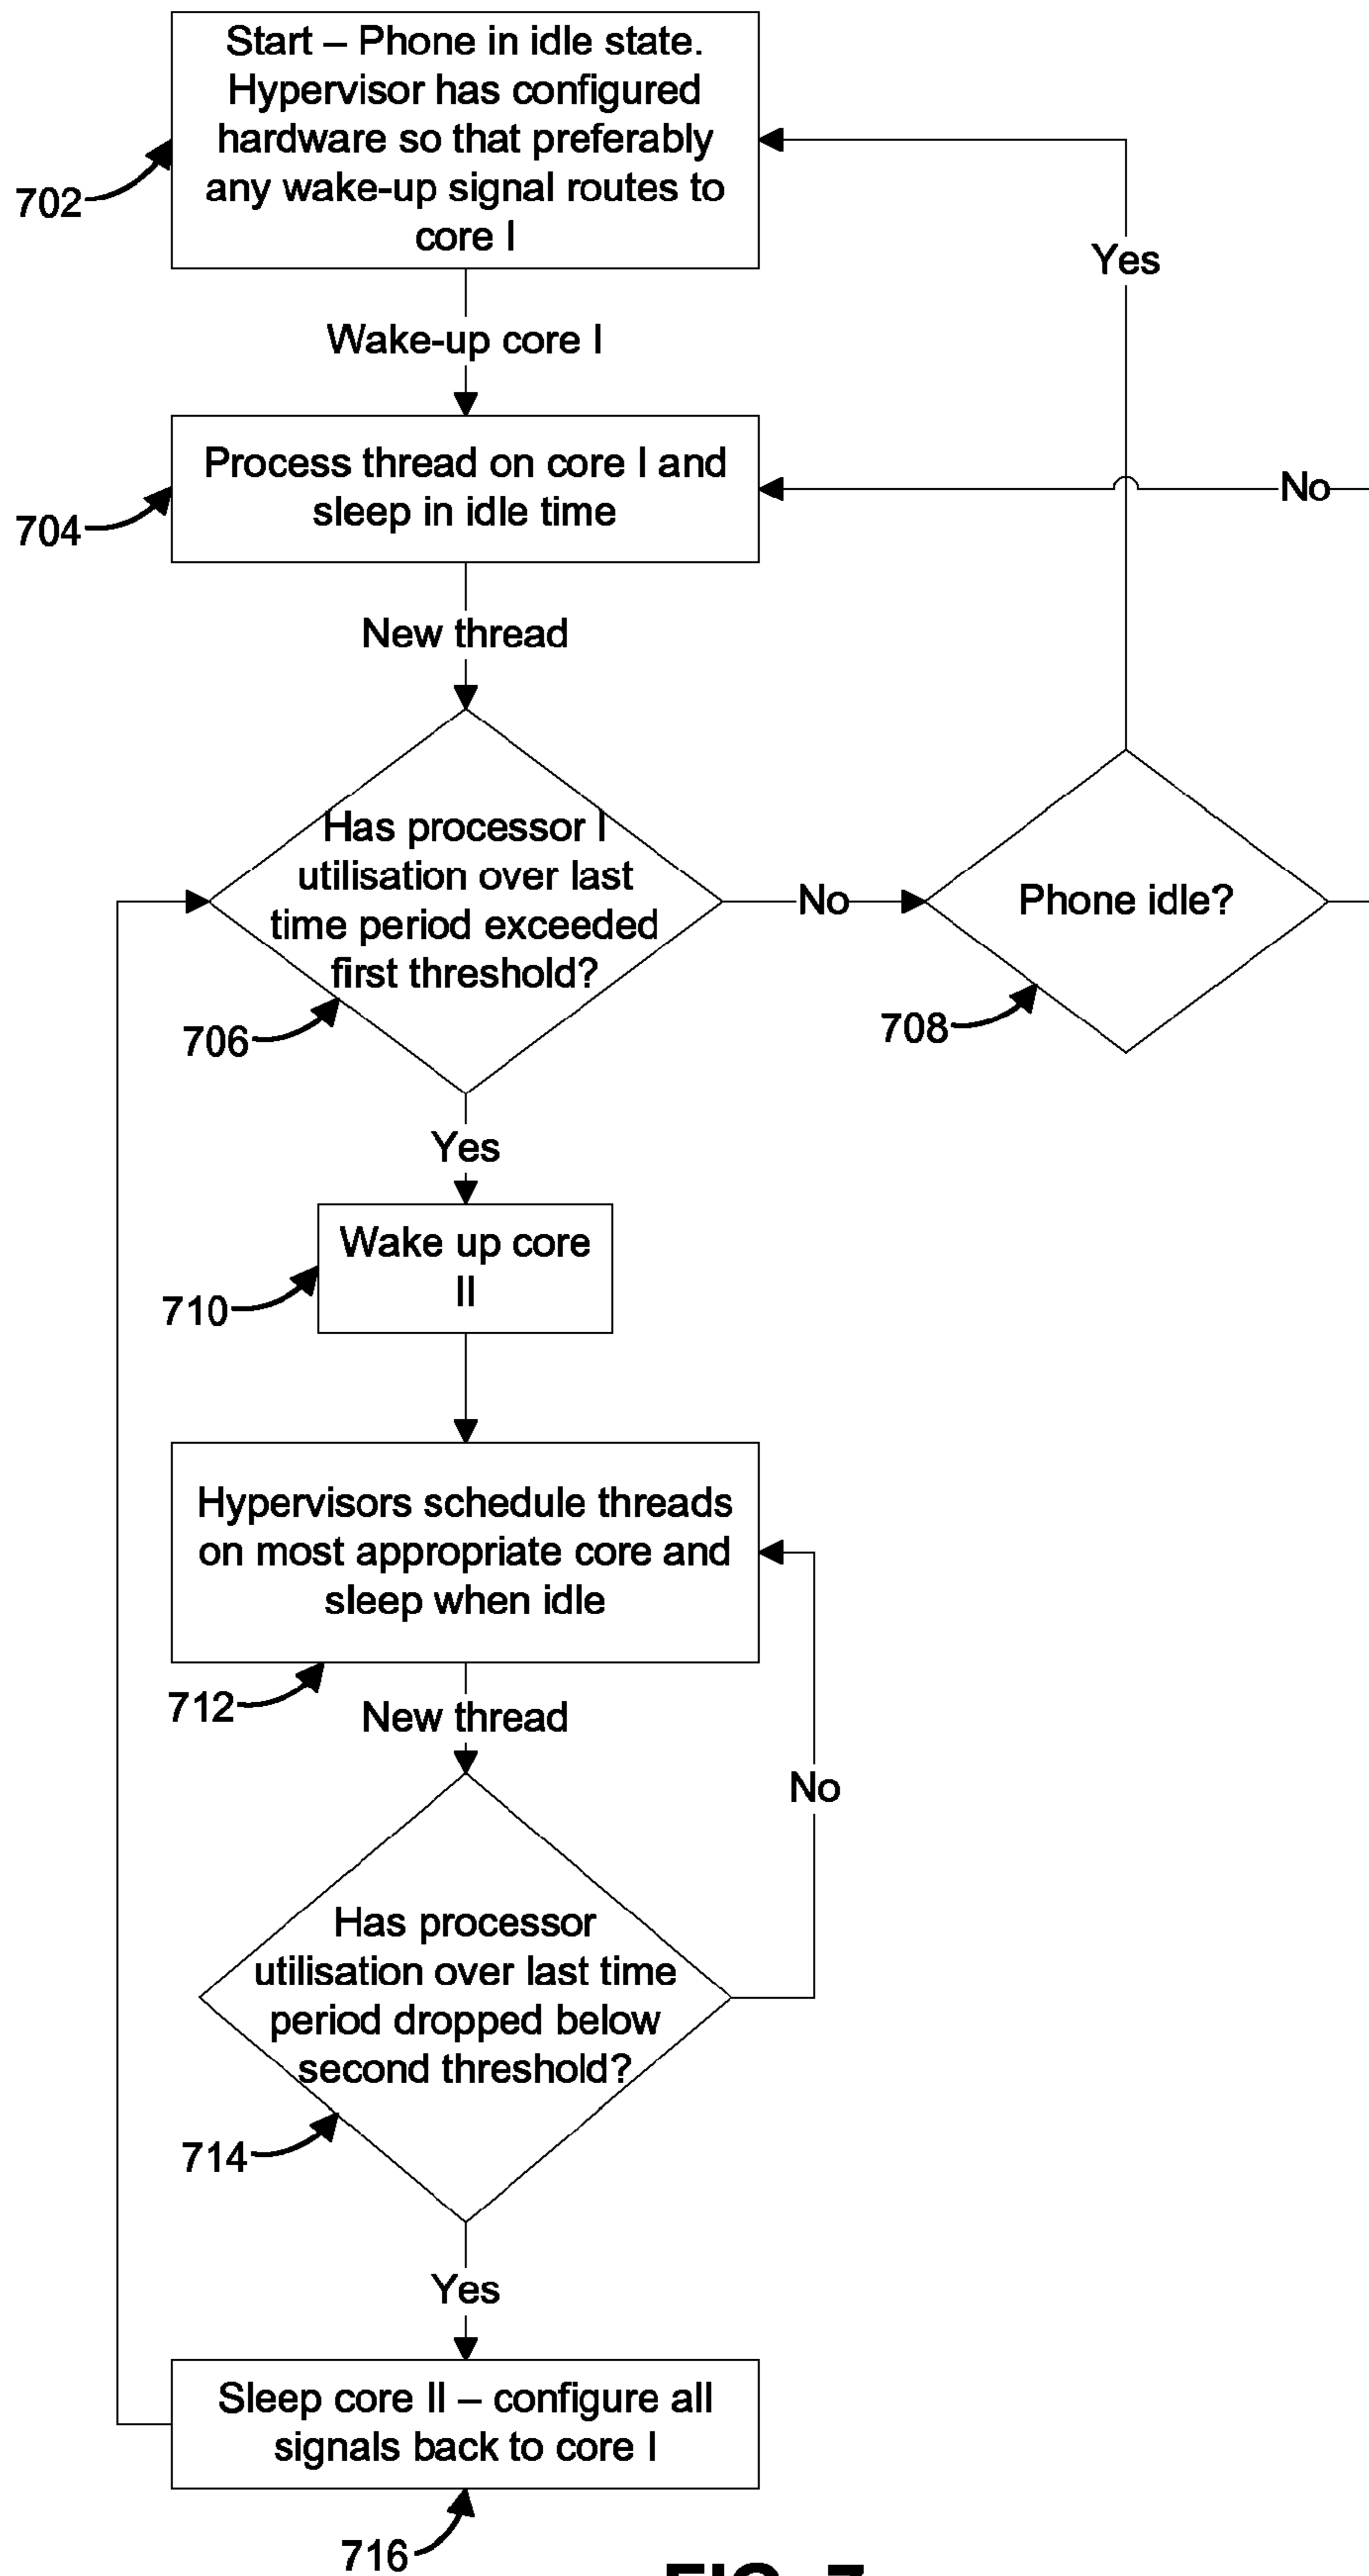 Start – Phone in idle state.
Hypervisor has configured
hardware so that preferably
any wake-up signal routes to
core I
702
Yes
Wake-up core I
Process thread on core I and
sleep in idle time
No
704
New thread
Has processor I
utilisation over last
time period exceeded
first threshold?
No
Phone idle?
706
708
Yes
Wake up core
II
710
Hypervisors schedule threads
on most appropriate core and
sleep when idle
712
New thread
No
Has processor
utilisation over last time
period dropped below
second threshold?
714
Yes
Sleep core II – configure all
signals back to core I
716